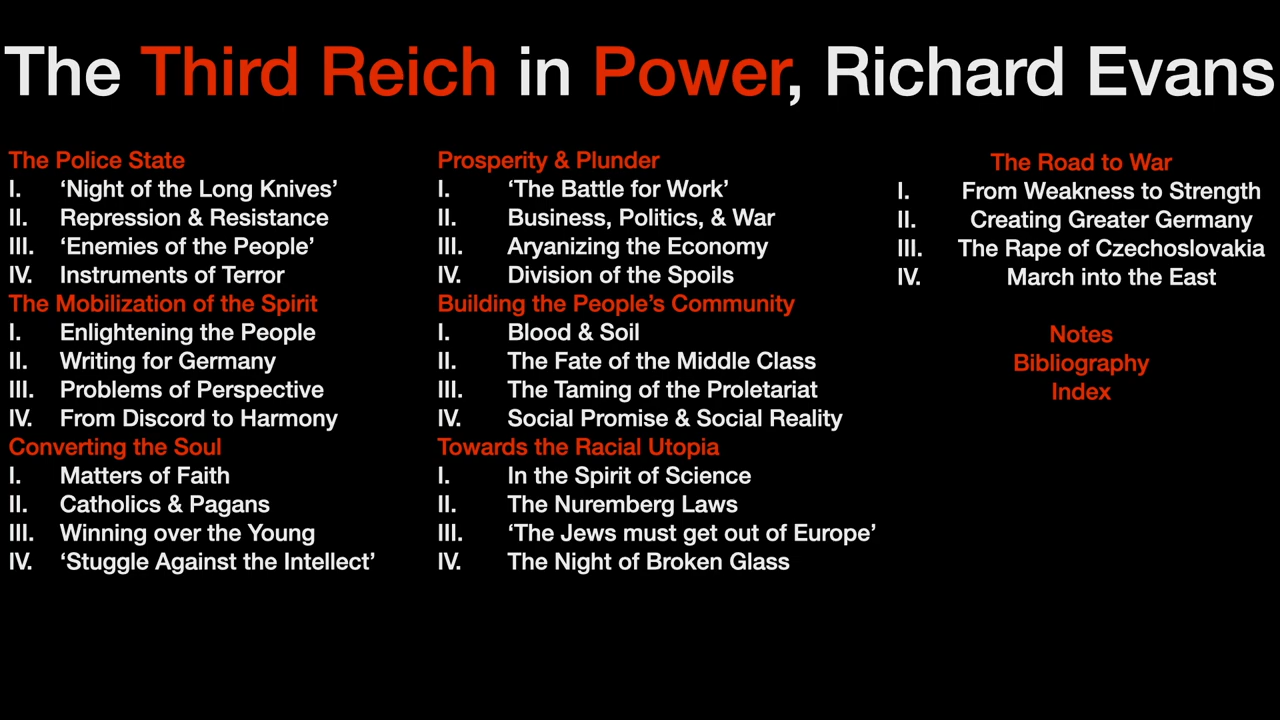 The Third Reich in Power, Richard Evans
The Police State
I. ‘Night of the Long Knives’
II. Repression & Resistance
III. ‘Enemies of the People’
IV. Instruments of Terror
The Mobilization of the Spirit
I. Enlightening the People
II. Writing for Germany
III. Problems of Perspective
IV. From Discord to Harmony
Converting the Soul
I. Matters of Faith
II. Catholics & Pagans
III. Winning over the Young
IV. ‘Stuggle Against the Intellect’
Prosperity & Plunder
I. ‘The Battle for Work’
II. Business, Politics, & War
III. Aryanizing the Economy
IV. Division of the Spoils
Building the People’s Community
I. Blood & Soil
II. The Fate of the Middle Class
III. The Taming of the Proletariat
IV. Social Promise & Social Reality
Towards the Racial Utopia
I. In the Spirit of Science
II. The Nuremberg Laws
III. ‘The Jews must get out of Europe’
IV. The Night of Broken Glass
The Road to War
I. From Weakness to Strength
II. Creating Greater Germany
III. The Rape of Czechoslovakia
IV. March into the East
Notes
Bibliography
Index